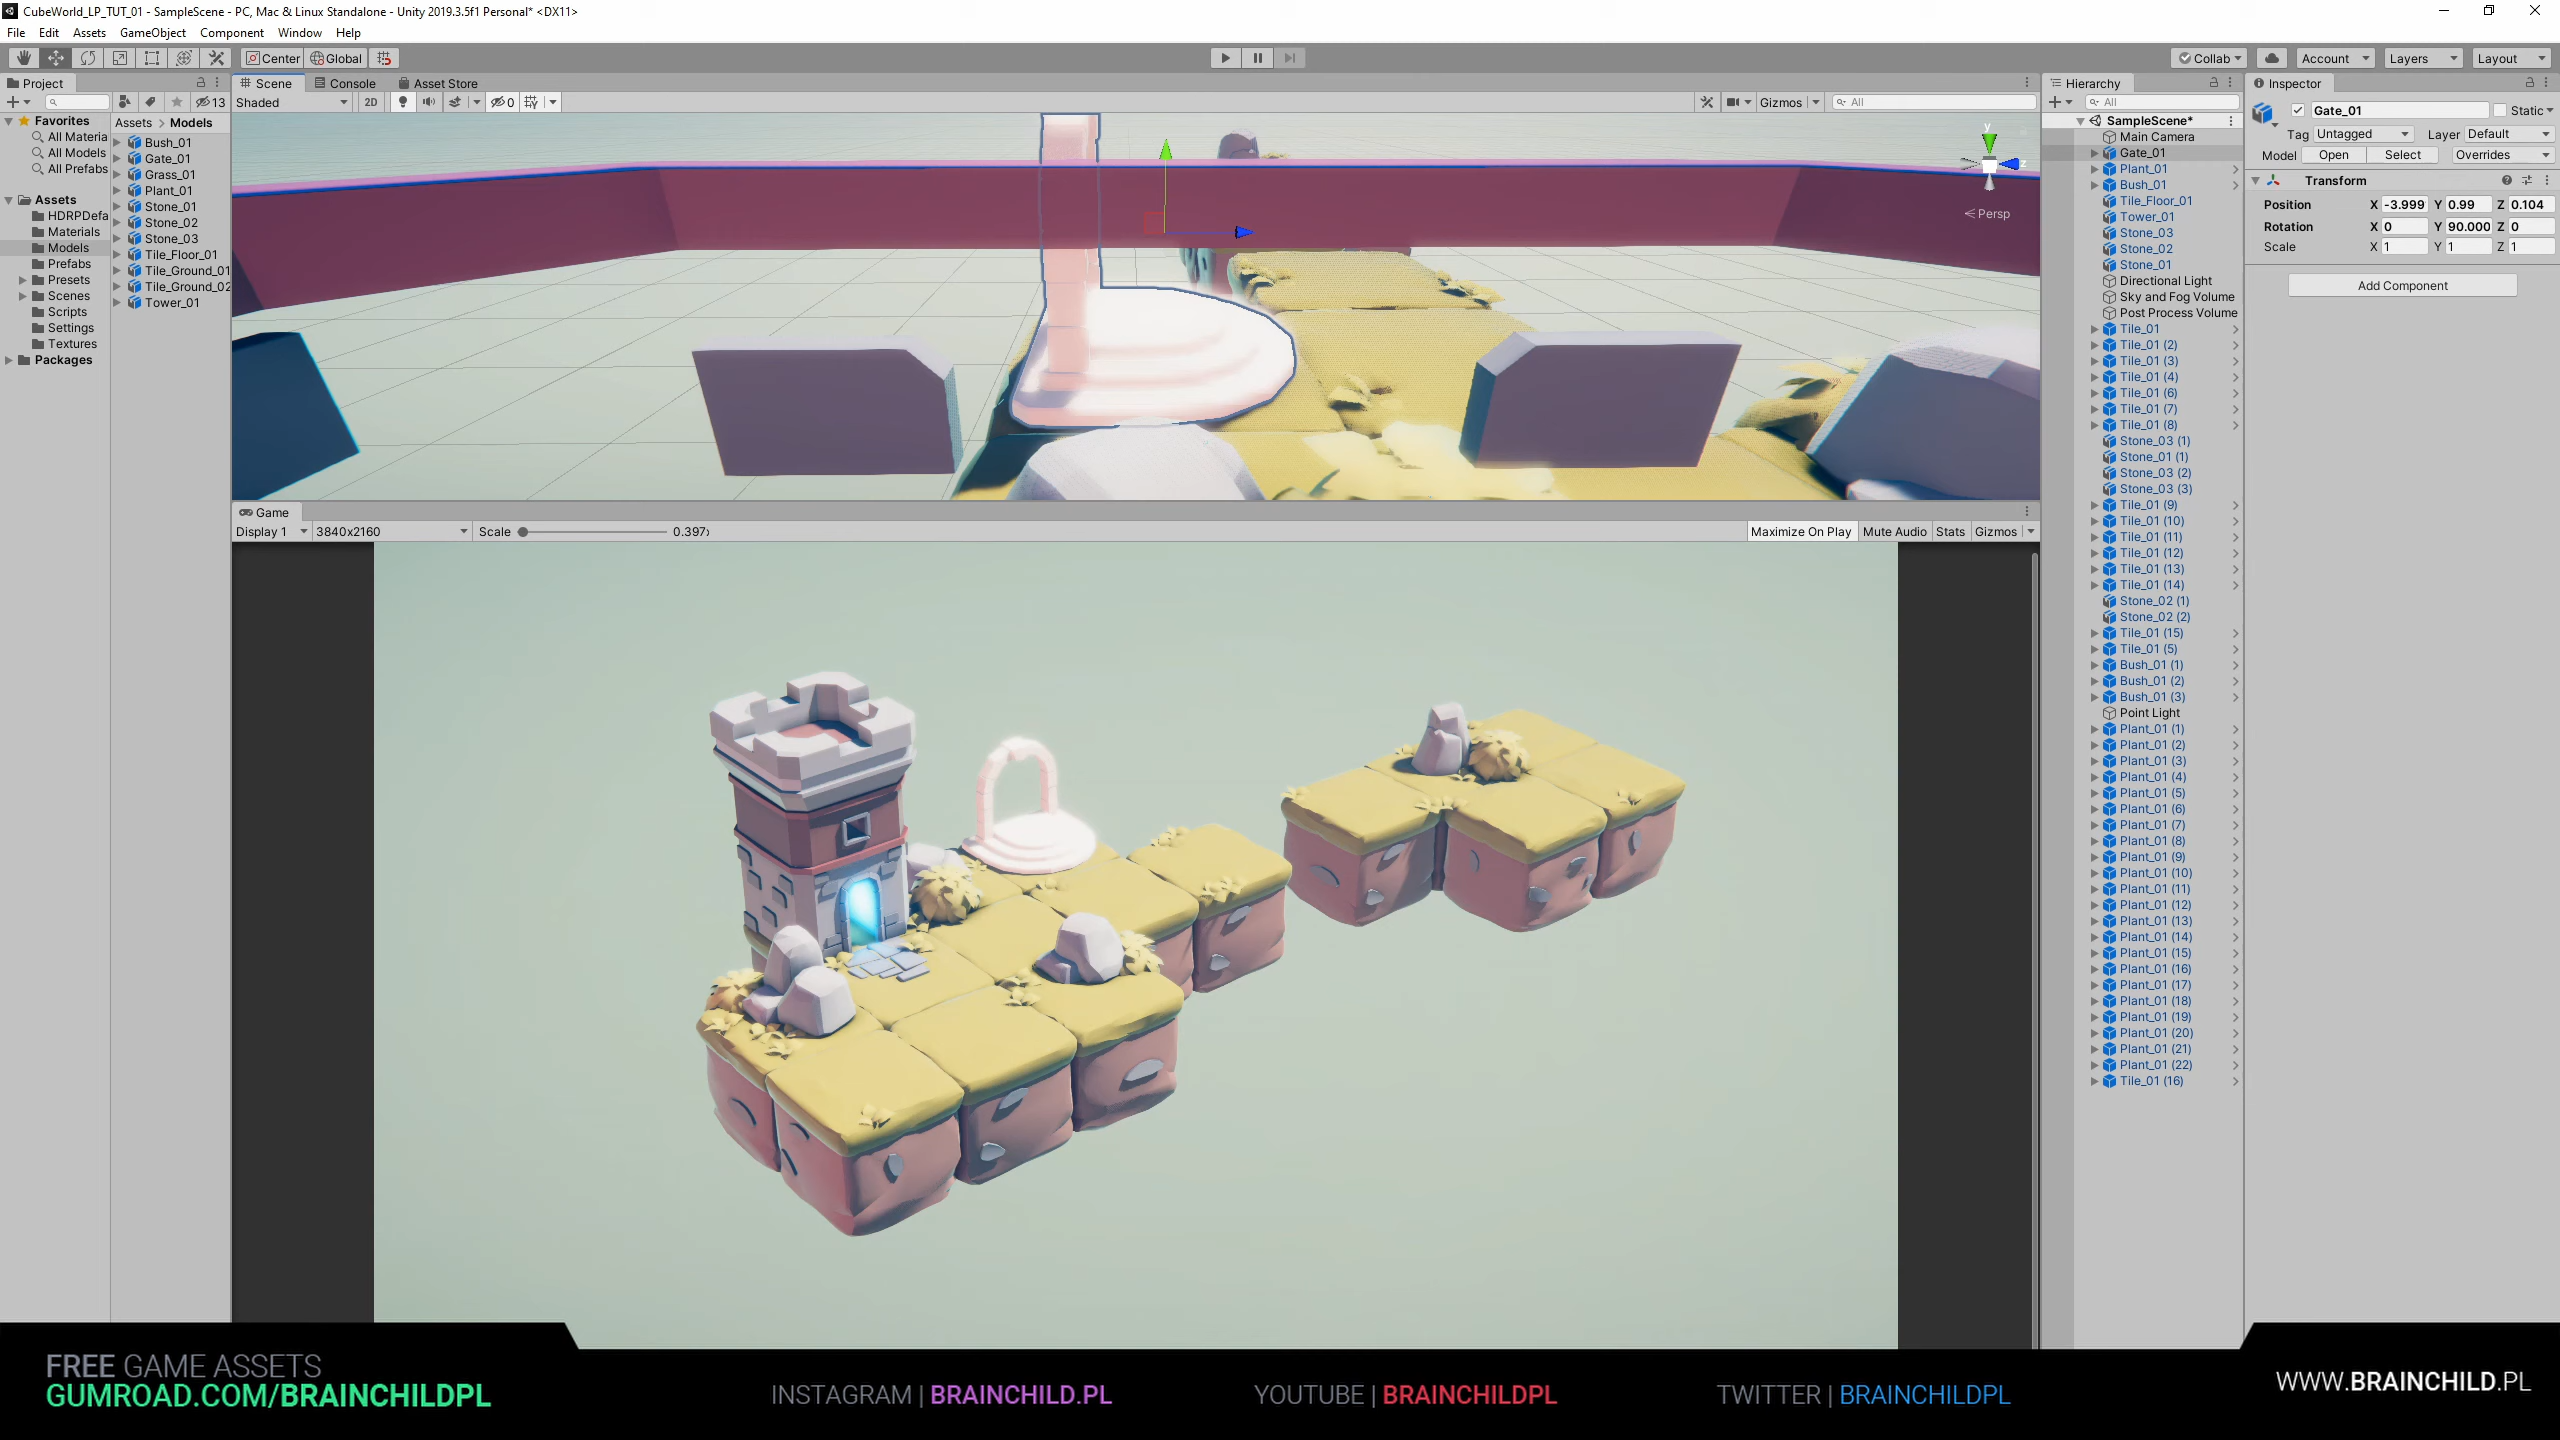 CubeWorld_LP_TUT_01 - SampleScene - PC, Mac & Linux Standalone - Unity 2019.3.5f1 Personal* <DX11>
File Edit Assets GameObject Component Window Help
Center Global Collab Account Layers Layout
Project
13
Favorites
All Materia
All Models
All Prefabs
Assets
HDRPDefa
Materials
Models
Prefabs
Presets
Scenes
Scripts
Settings
Textures
Packages
Assets > Models
Bush_01
Gate_01
Grass_01
Plant_01
Stone_01
Stone_02
Stone_03
Tile_Floor_01
Tile_Ground_01
Tile_Ground_02
Tower_01
Scene Console Asset Store
Shaded 2D 0 Gizmos All
y
z
Persp
Game
Display 1 3840x2160 Scale 0.397 Maximize On Play Mute Audio Stats Gizmos
Hierarchy
All
SampleScene*
Main Camera
Gate_01
Plant_01
Bush_01
Tile_Floor_01
Tower_01
Stone_03
Stone_02
Stone_01
Directional Light
Sky and Fog Volume
Post Process Volume
Tile_01
Tile_01 (2)
Tile_01 (3)
Tile_01 (4)
Tile_01 (6)
Tile_01 (7)
Tile_01 (8)
Stone_03 (1)
Stone_01 (1)
Stone_03 (2)
Stone_03 (3)
Tile_01 (9)
Tile_01 (10)
Tile_01 (11)
Tile_01 (12)
Tile_01 (13)
Tile_01 (14)
Stone_02 (1)
Stone_02 (2)
Tile_01 (15)
Tile_01 (5)
Bush_01 (1)
Bush_01 (2)
Bush_01 (3)
Point Light
Plant_01 (1)
Plant_01 (2)
Plant_01 (3)
Plant_01 (4)
Plant_01 (5)
Plant_01 (6)
Plant_01 (7)
Plant_01 (8)
Plant_01 (9)
Plant_01 (10)
Plant_01 (11)
Plant_01 (12)
Plant_01 (13)
Plant_01 (14)
Plant_01 (15)
Plant_01 (16)
Plant_01 (17)
Plant_01 (18)
Plant_01 (19)
Plant_01 (20)
Plant_01 (21)
Plant_01 (22)
Tile_01 (16)
Inspector
Gate_01 Static
Tag Untagged Layer Default
Model Open Select Overrides
Transform
Position X -3.999 Y 0.99 Z 0.104
Rotation X 0 Y 90.000 Z 0
Scale X 1 Y 1 Z 1
Add Component
FREE GAME ASSETS
GUMROAD.COM/BRAINCHILDPL
INSTAGRAM | BRAINCHILD.PL
YOUTUBE | BRAINCHILDPL
TWITTER | BRAINCHILDPL
WWW.BRAINCHILD.PL